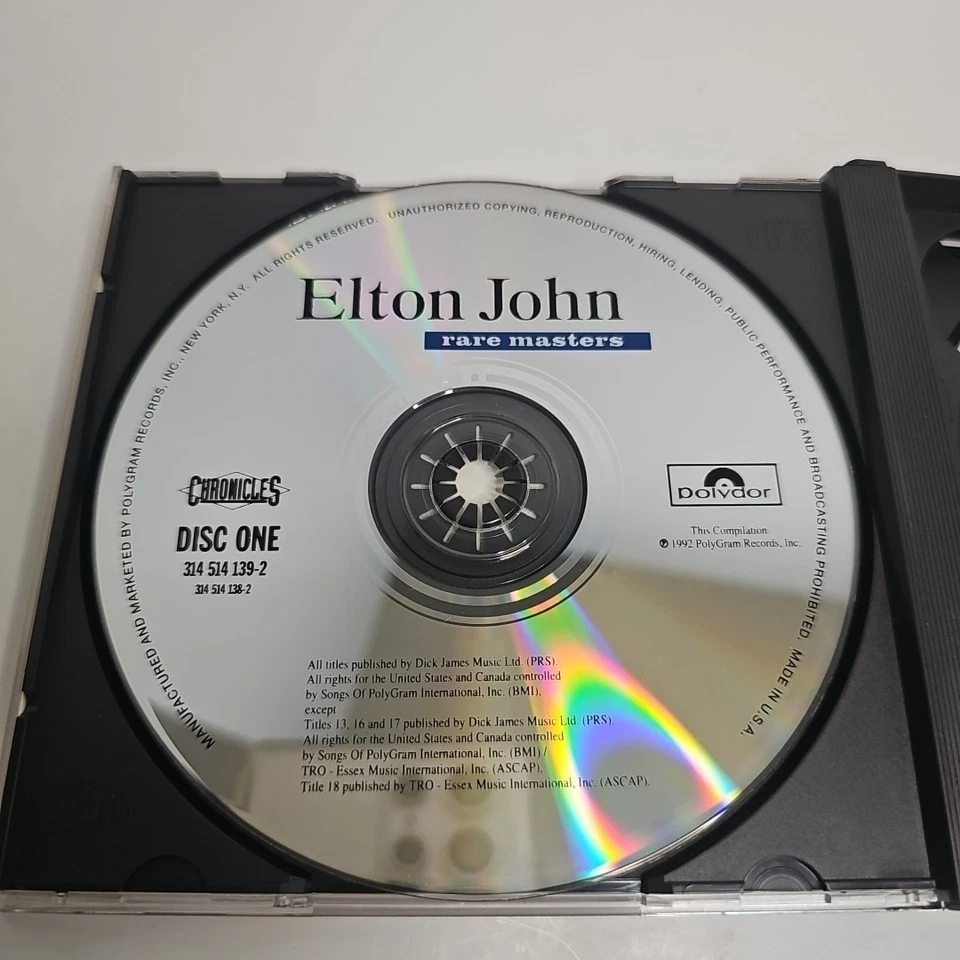 Elton John
rare masters
CHRONICLES
DISC ONE
314 514 139-2
314 514 138-2
polydor
This Compilation
℗ 1992 PolyGram Records, Inc.
All titles published by Dick James Music Ltd. (PRS).
All rights for the United States and Canada controlled
by Songs Of PolyGram International, Inc. (BMI),
except
Titles 13, 16 and 17 published by Dick James Music Ltd. (PRS).
All rights for the United States and Canada controlled
by Songs Of PolyGram International, Inc. (BMI) /
TRO - Essex Music International, Inc. (ASCAP),
Title 18 published by TRO - Essex Music International, Inc. (ASCAP).
MANUFACTURED AND MARKETED BY POLYGRAM RECORDS, INC., NEW YORK, N.Y. ALL RIGHTS RESERVED. UNAUTHORIZED COPYING, REPRODUCTION, HIRING, LENDING, PUBLIC PERFORMANCE AND BROADCASTING PROHIBITED. MADE IN U.S.A.